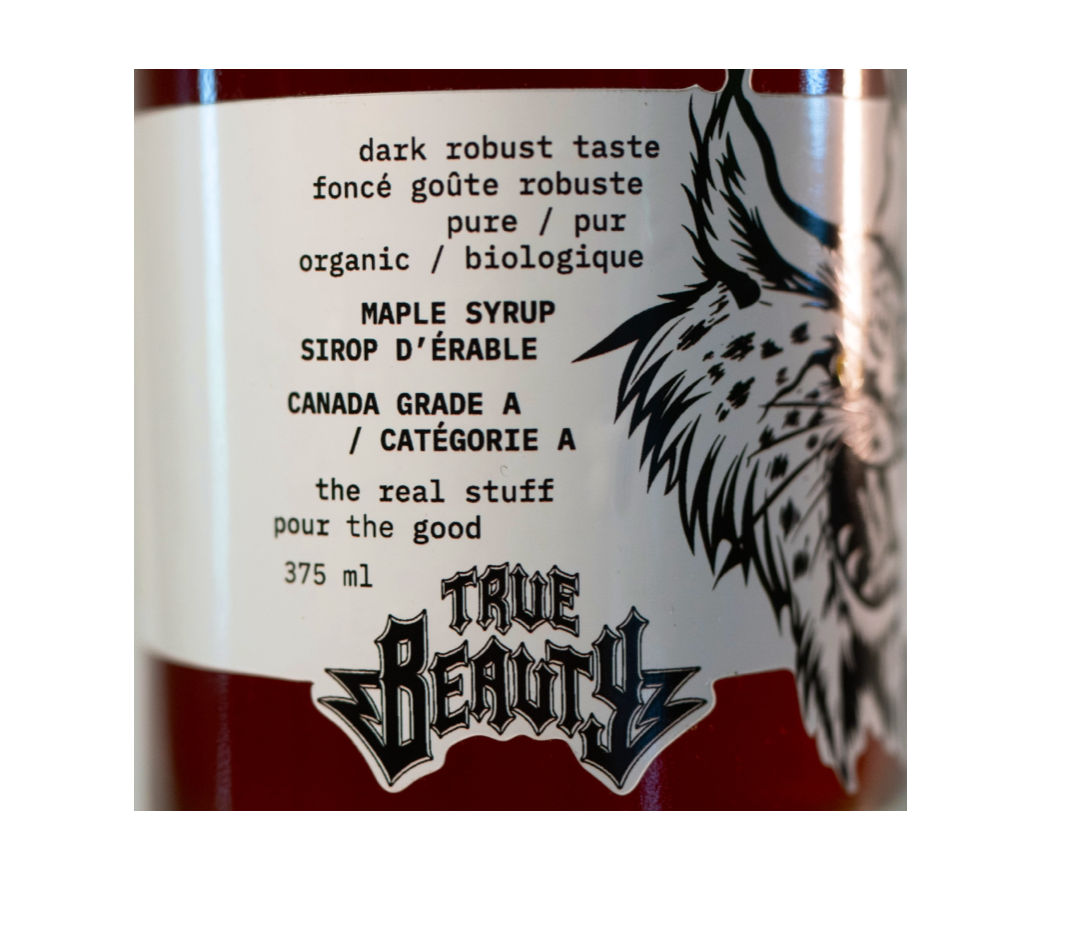 dark robust taste
foncé goûte robuste
pure / pur
organic / biologique
MAPLE SYRUP
SIROP D’ÉRABLE
CANADA GRADE A
/ CATÉGORIE A
the real stuff
pour the good
375 ml
TRUE
BEAUTY